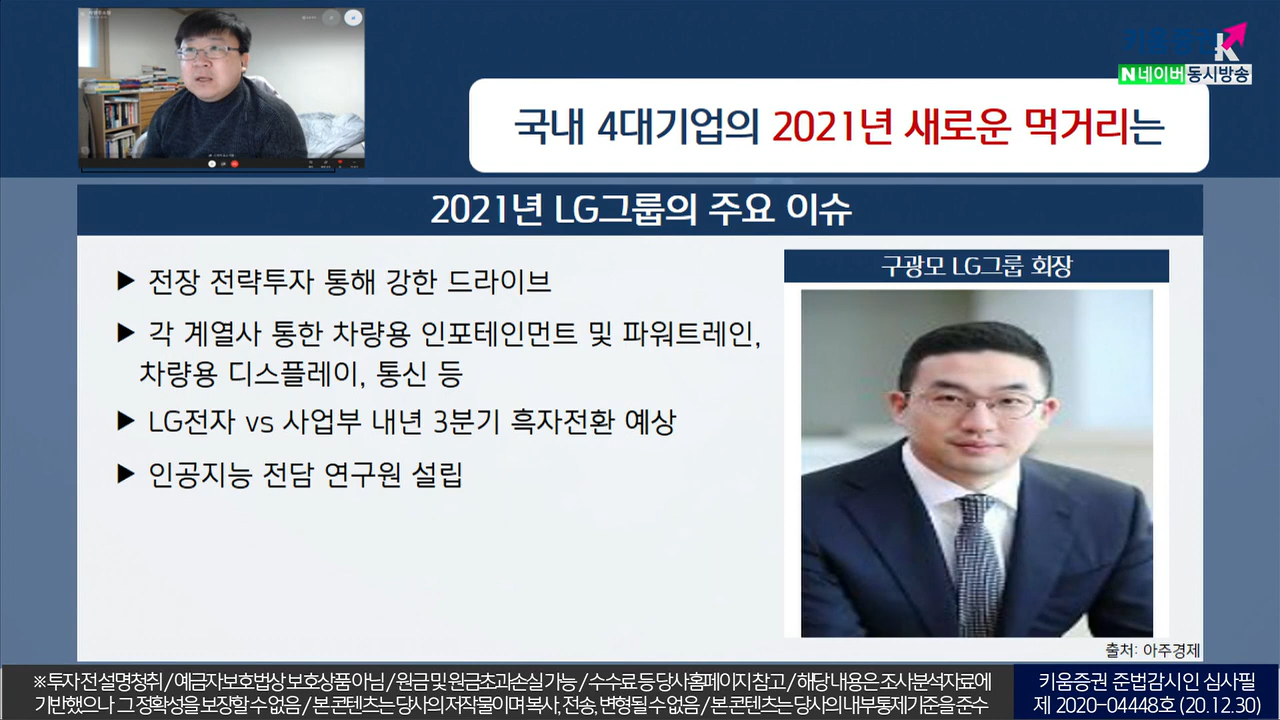 키움증권
N 네이버 동시방송
국내 4대기업의 2021년 새로운 먹거리는
2021년 LG그룹의 주요 이슈
▶ 전장 전략투자 통해 강한 드라이브
▶ 각 계열사 통한 차량용 인포테인먼트 및 파워트레인,
차량용 디스플레이, 통신 등
▶ LG전자 vs 사업부 내년 3분기 흑자전환 예상
▶ 인공지능 전담 연구원 설립
구광모 LG그룹 회장
출처: 아주경제
※ 투자 전 설명청취 / 예금자보호법상 보호상품 아님 / 원금 및 원금초과손실 가능 / 수수료 등 당사홈페이지 참고 / 해당 내용은 조사분석자료에
기반했으나 그 정확성을 보장할 수 없음 / 본 콘텐츠는 당사의 저작물이며 복사, 전송, 변형될 수 없음 / 본 콘텐츠는 당사의 내부통제기준을 준수
키움증권 준법감시인 심사필
제 2020-04448호 (20.12.30)